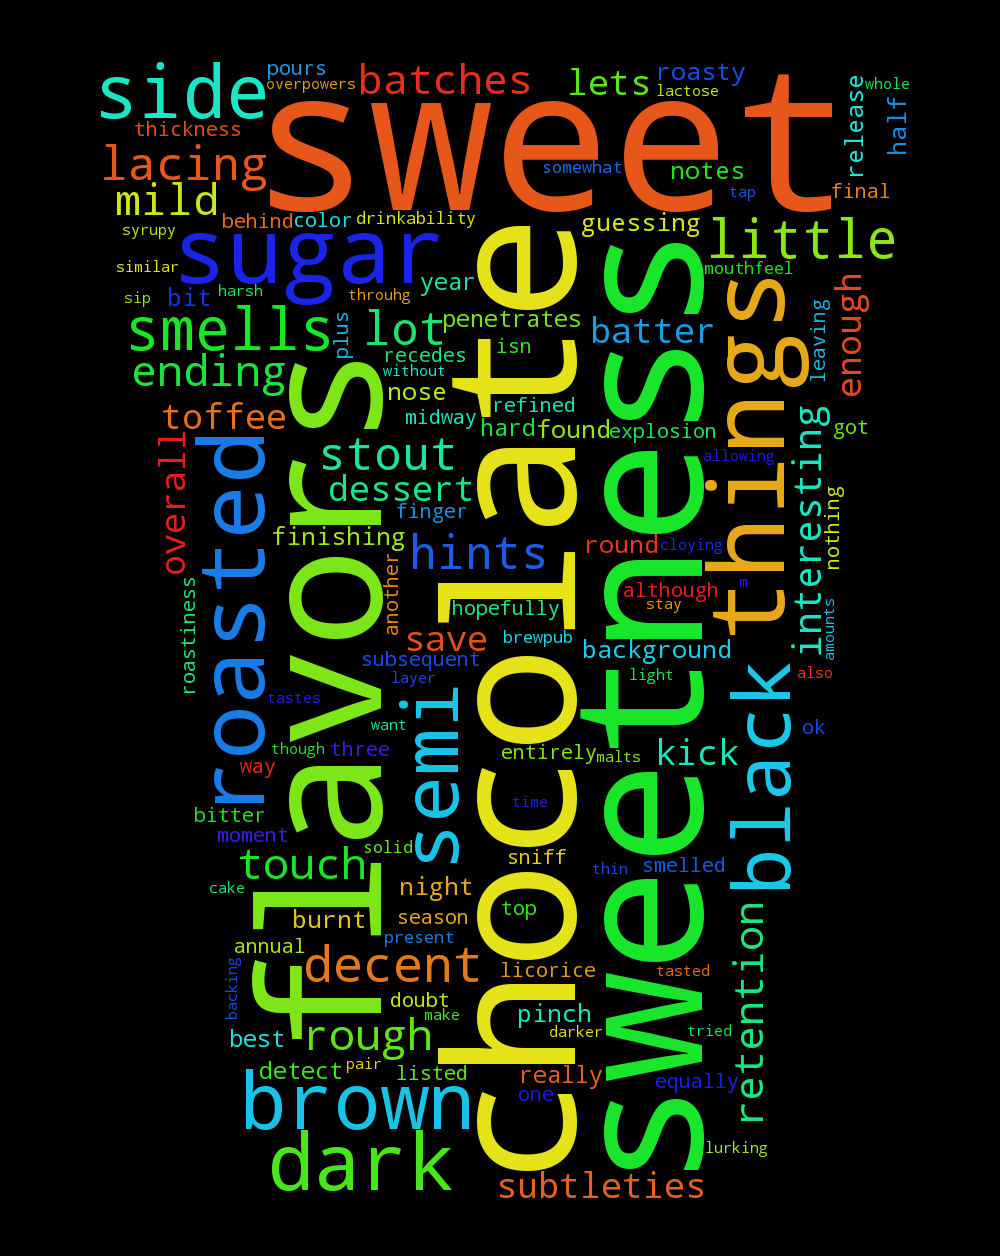 side
pours
overpowers
batches
lets
roasty
lactose
whole
sweet
release
half
thickness
lacing
somewhat
notes
tap
final
mild
behind
color
drinkability
guessing
little
syrupy
sugar
similar
mouthfeel
sip
bit
harsh
throuhg
year
things
enough
smells
plus
lot
penetrates
batter
leaving
ending
recedes
isn
without
nose
refined
toffee
midway
hard
found
explosion
got
interesting
overall
roasted
flavors
stout
chocolate
sweetness
allowing
dessert
finger
nothing
finishing
hints
round
cloying
another
although
m
stay
roastiness
hopefully
amounts
save
brewpub
background
subsequent
layer
light
also
tastes
semi
black
want
ok
though
three
entirely
malts
kick
way
time
bitter
moment
touch
solid
sniff
thin
smelled
cake
night
burnt
season
top
retention
present
annual
decent
licorice
tasted
backing
doubt
make
pinch
best
rough
darker
tried
detect
pair
listed
really
equally
brown
one
dark
lurking
subtleties